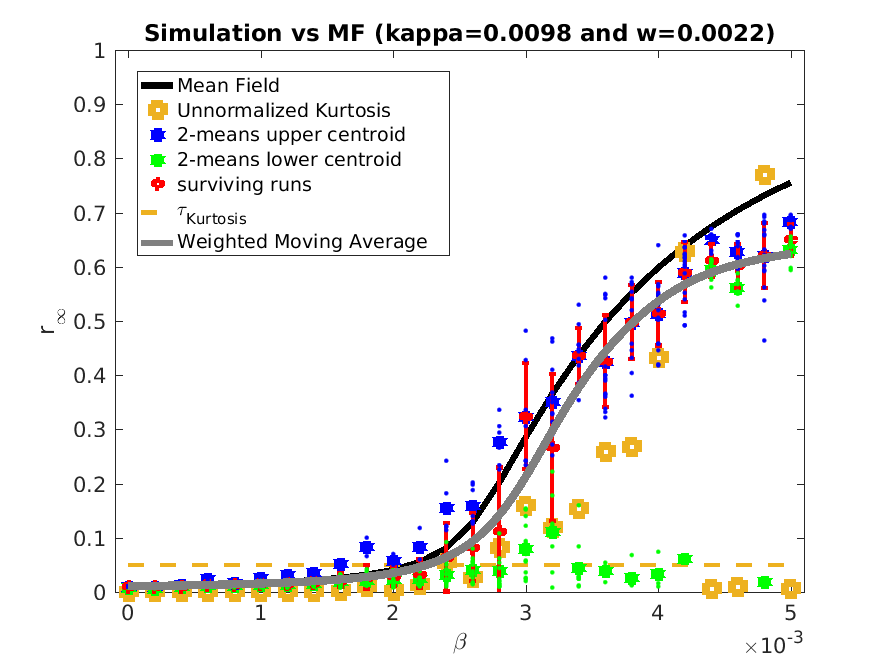 Simulation vs MF (kappa=0.0098 and w=0.0022)
1
0.9
0.8
0.7
0.6
0.5
0.4
0.3
0.2
0.1
0
r∞
Mean Field
Unnormalized Kurtosis
2-means upper centroid
2-means lower centroid
surviving runs
τKurtosis
Weighted Moving Average
0 1 2 3 4 5
β
×10-3